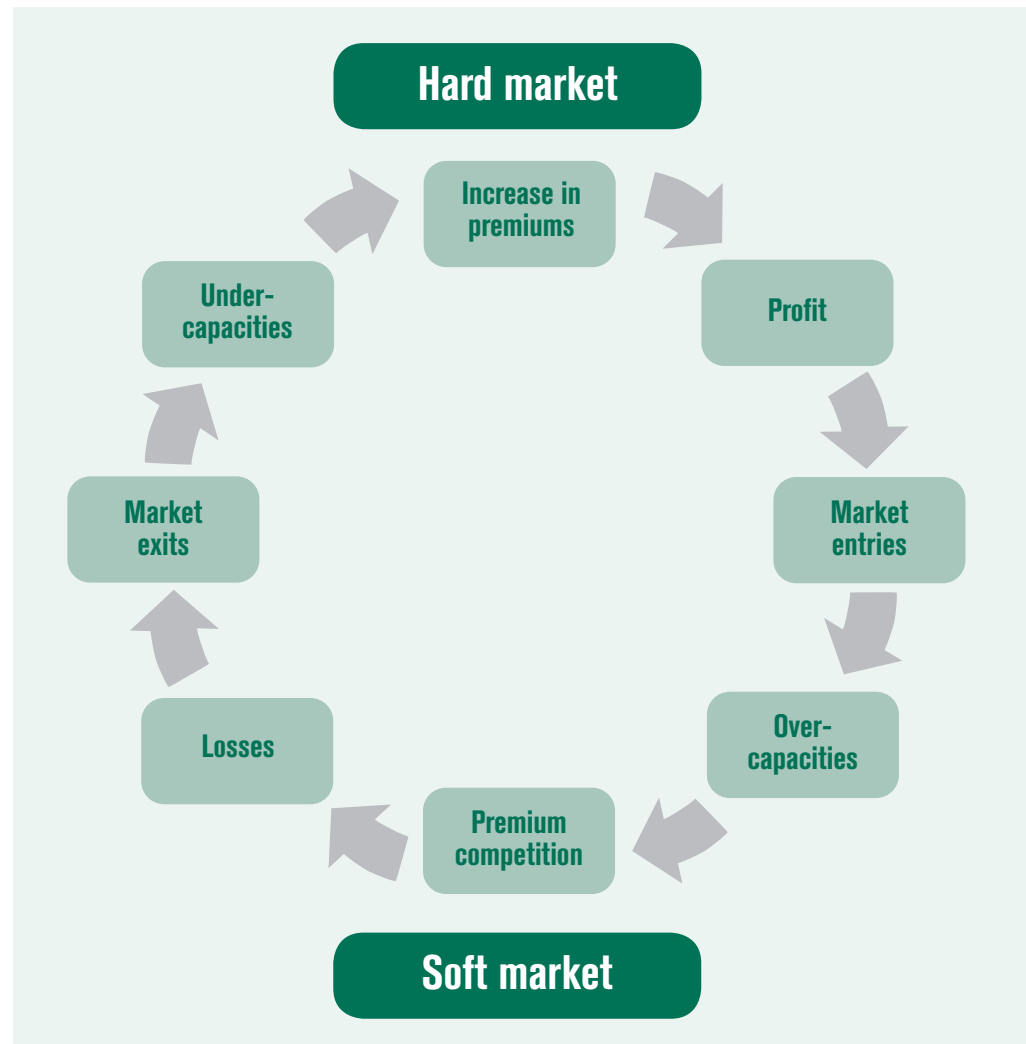 Hard market
Increase in
premiums
Profit
Market
entries
Over-
capacities
Premium
competition
Losses
Market
exits
Under-
capacities
Soft market